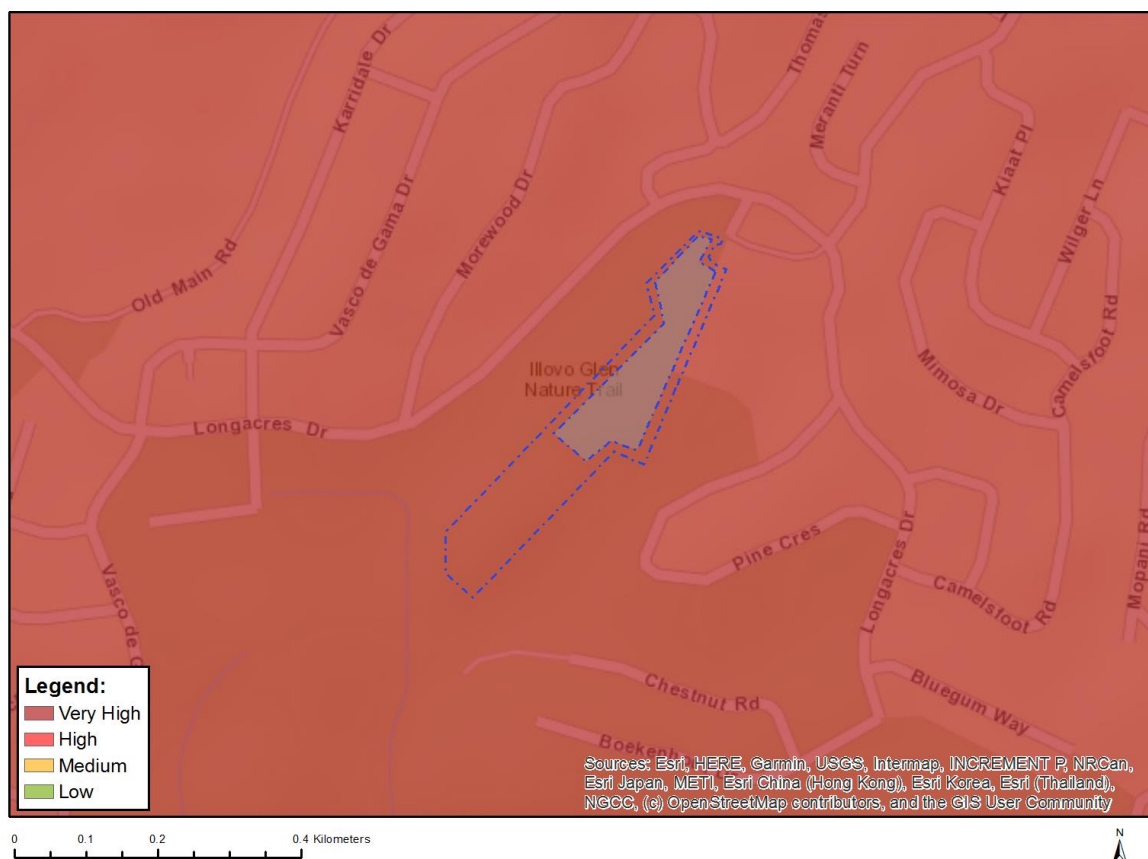 Thomas
Karridale Dr
Meranti Turn
Kiaat Pl
Wilger Ln
Vasco de Gama Dr
Morewood Dr
Old Main Rd
Illovo Glen
Nature Trail
Mimosa Dr
Camelsfoot Rd
Longacres Dr
Pine Cres
Longacres Dr
Mopani Rd
Camelsfoot Rd
Vasco de G
Chestnut Rd
Bluegum Way
Legend:
Very High
High
Medium
Low
Sources: Esri, HERE, Garmin, USGS, Intermap, INCREMENT P, NRCan,
Esri Japan, METI, Esri China (Hong Kong), Esri Korea, Esri (Thailand),
NGCC, (c) OpenStreetMap contributors, and the GIS User Community
0 0.1 0.2 0.4 Kilometers
N